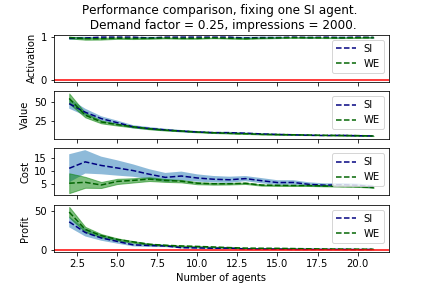 Performance comparison, fixing one SI agent.
Demand factor = 0.25, impressions = 2000.
Activation
1
0
SI
WE
Value
50
25
SI
WE
Cost
15
10
5
SI
WE
Profit
50
0
SI
WE
2.5 5.0 7.5 10.0 12.5 15.0 17.5 20.0
Number of agents